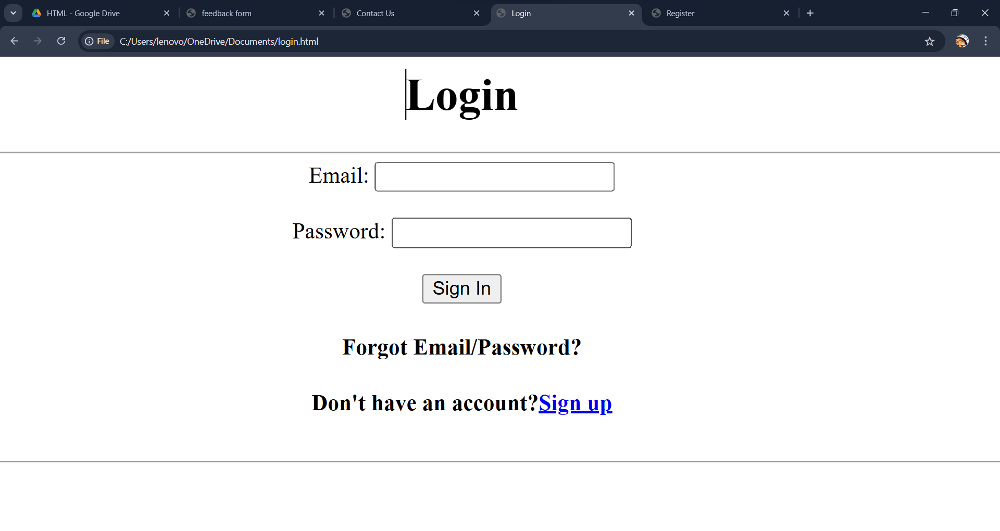 HTML - Google Drive
feedback form
Contact Us
Login
Register
File C:/Users/lenovo/OneDrive/Documents/login.html
Login
Email:
Password:
Sign In
Forgot Email/Password?
Don't have an account?Sign up